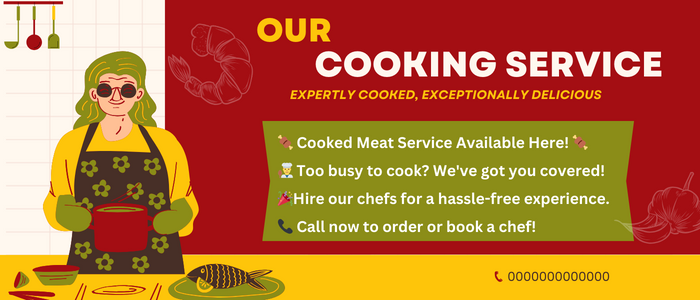 OUR
COOKING SERVICE
EXPERTLY COOKED, EXCEPTIONALLY DELICIOUS
🍖 Cooked Meat Service Available Here! 🍖
👨‍🍳 Too busy to cook? We've got you covered!
🎉Hire our chefs for a hassle-free experience.
📞 Call now to order or book a chef!
📞 0000000000000